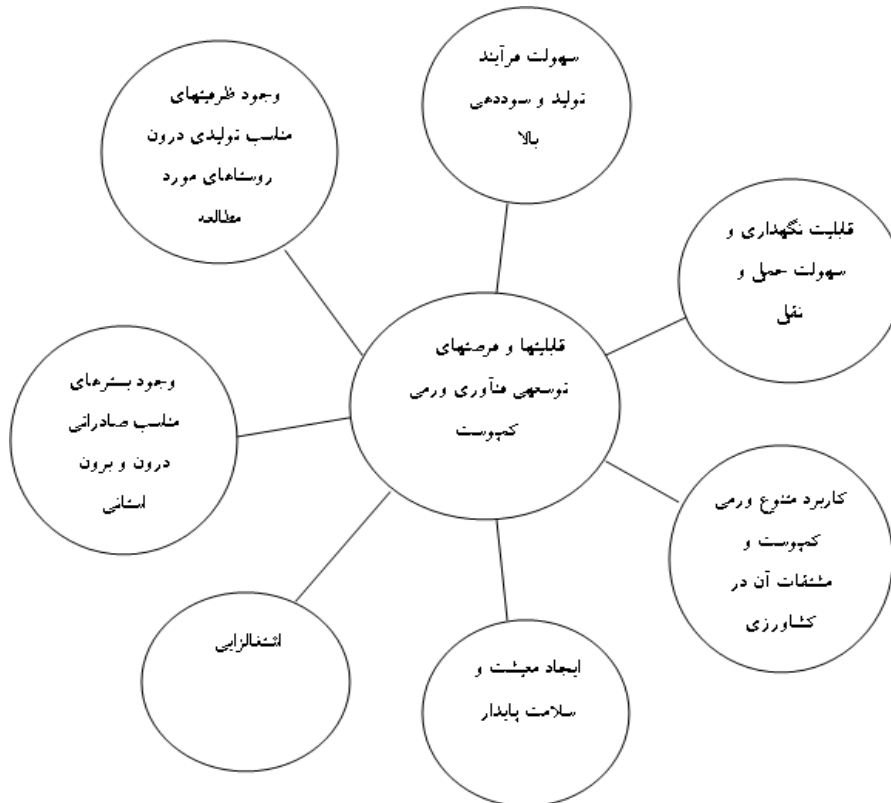 سهولت فرآیند
تولید و سوددهی
بالا
وجود ظرفیتهای
مناسب تولیدی درون
روستاهای مورد
مطالعه
قابلیت نگهداری و
سهولت حمل و
نقل
قابلیتها و فرصتهای
توسعهی فنآوری ورمی
کمپوست
وجود بسترهای
مناسب صادراتی
درون و برون
استانی
کاربرد متنوع ورمی
کمپوست و
مشتقات آن در
کشاورزی
اشتغالزایی
ایجاد معیشت و
سلامت پایدار